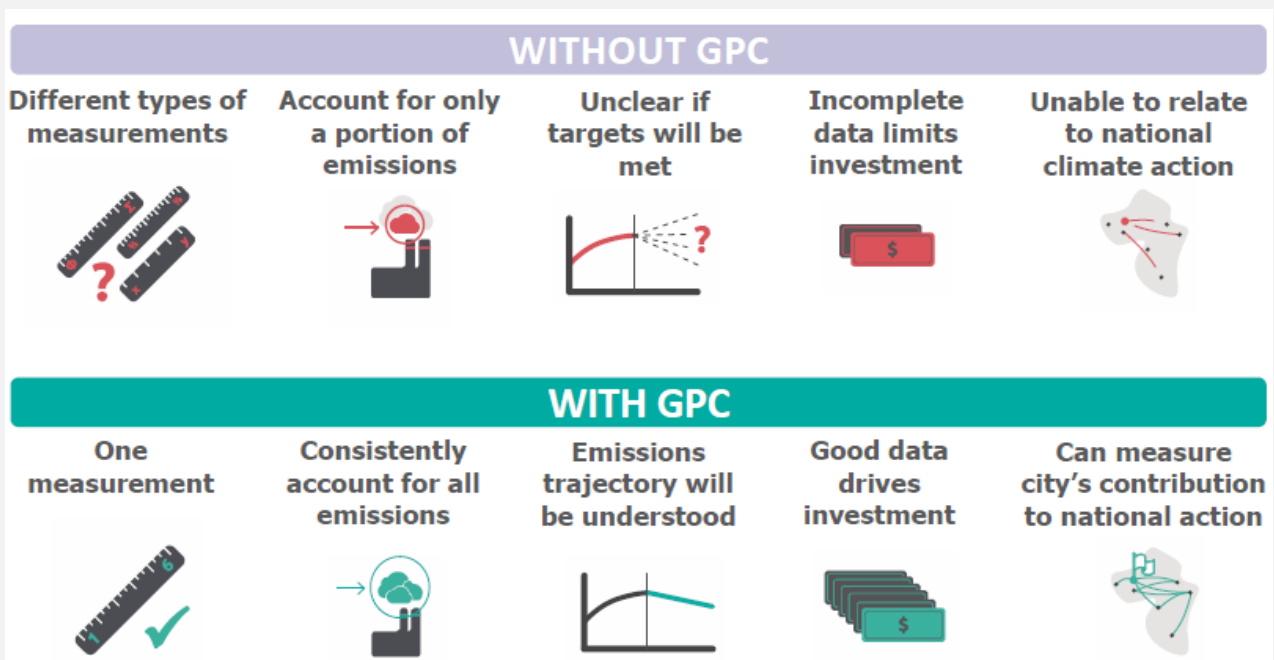 WITHOUT GPC
Different types of
measurements
Account for only
a portion of
emissions
Unclear if
targets will be
met
Incomplete
data limits
investment
Unable to relate
to national
climate action
?
?
$
WITH GPC
One
measurement
Consistently
account for all
emissions
Emissions
trajectory will
be understood
Good data
drives
investment
Can measure
city’s contribution
to national action
1 6
$